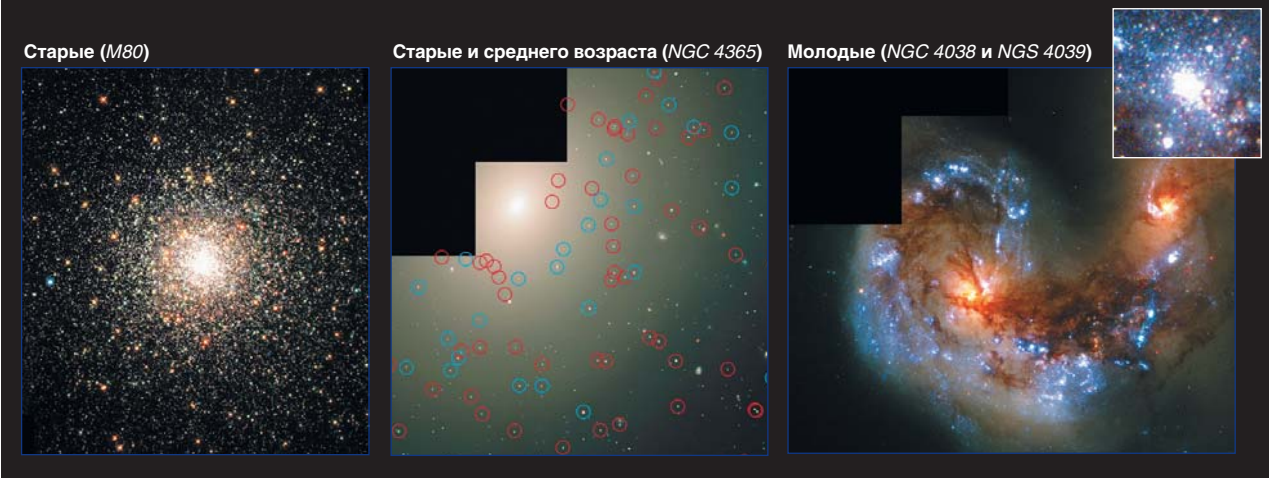 Старые (M80)
Старые и среднего возраста (NGC 4365)
Молодые (NGC 4038 и NGS 4039)